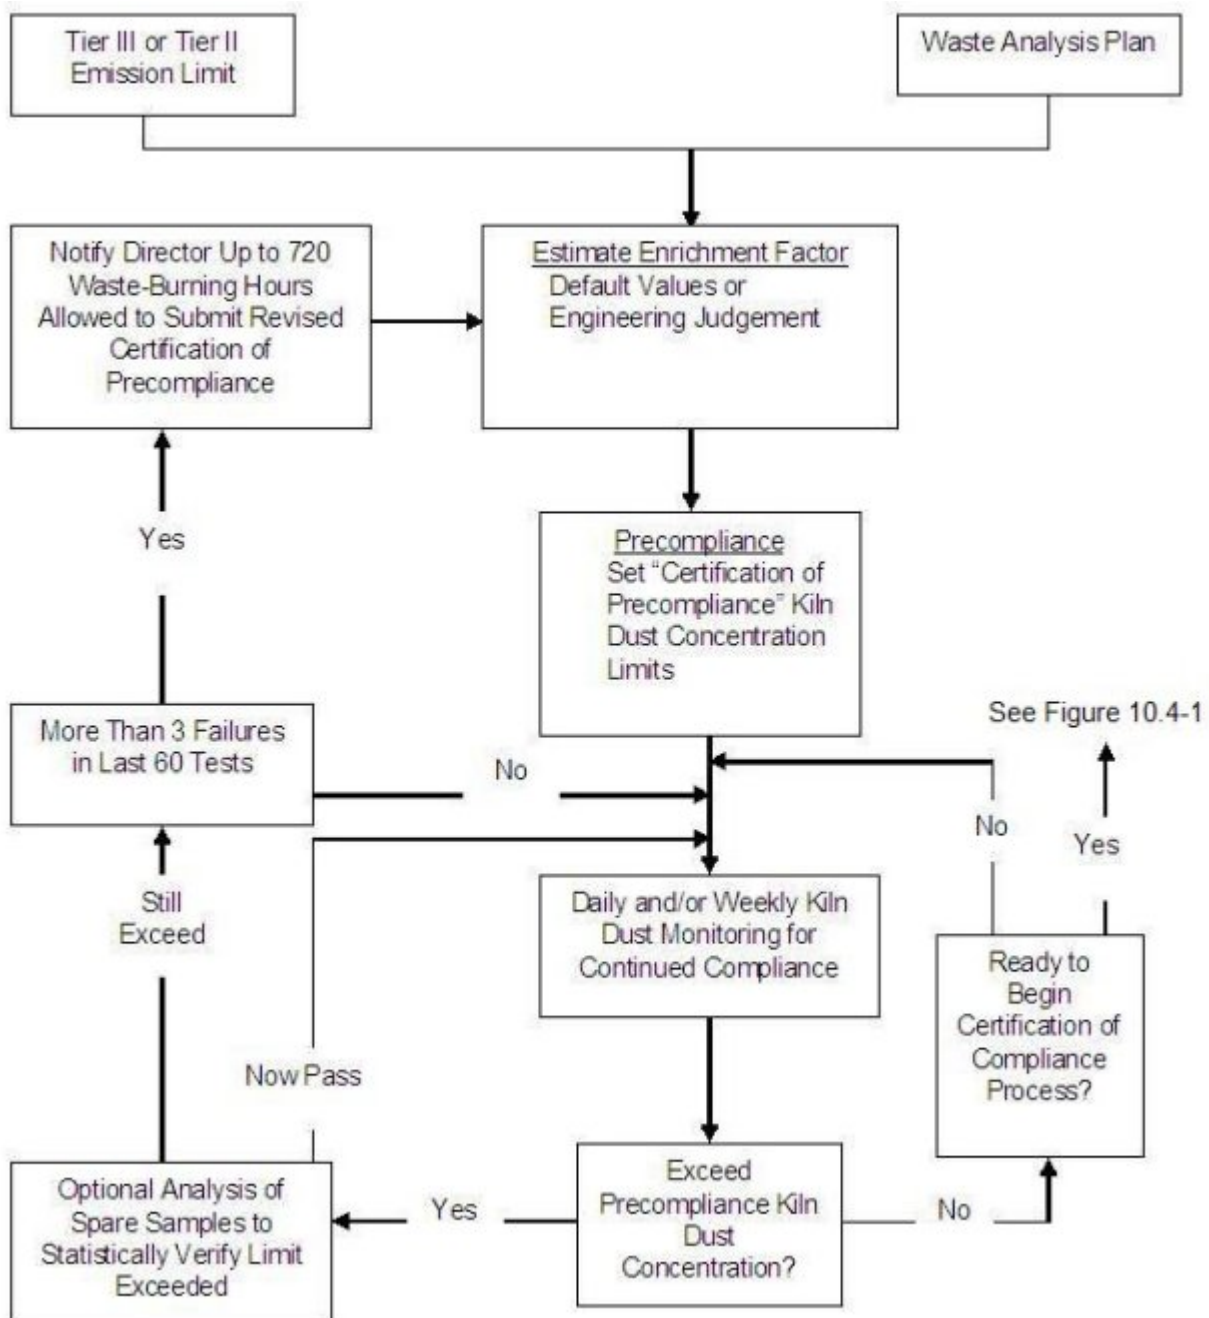 Tier III or Tier II
Emission Limit
Waste Analysis Plan
Notify Director Up to 720
Waste-Burning Hours
Allowed to Submit Revised
Certification of
Precompliance
Estimate Enrichment Factor
Default Values or
Engineering Judgement
Yes
Precompliance
Set “Certification of
Precompliance” Kiln
Dust Concentration
Limits
More Than 3 Failures
in Last 60 Tests
No
See Figure 10.4-1
No
Yes
Still
Exceed
Daily and/or Weekly Kiln
Dust Monitoring for
Continued Compliance
Ready to
Begin
Certification of
Compliance
Process?
Now Pass
Optional Analysis of
Spare Samples to
Statistically Verify Limit
Exceeded
Yes
Exceed
Precompliance Kiln
Dust
Concentration?
No